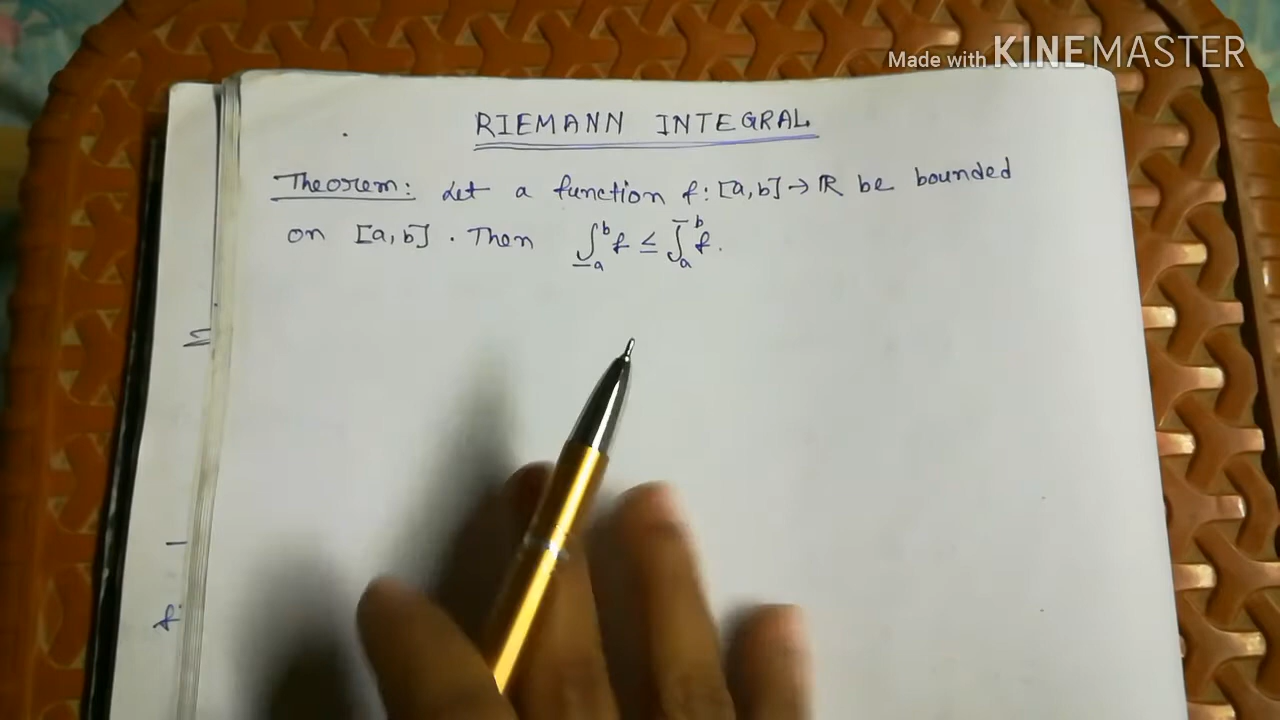 Made with KINEMASTER
RIEMANN INTEGRAL
Theorem: Let a function f: [a,b] → ℝ be bounded
on [a,b]. Then ∫̲ₐᵇ f ≤ ∫̅ₐᵇ f.
f